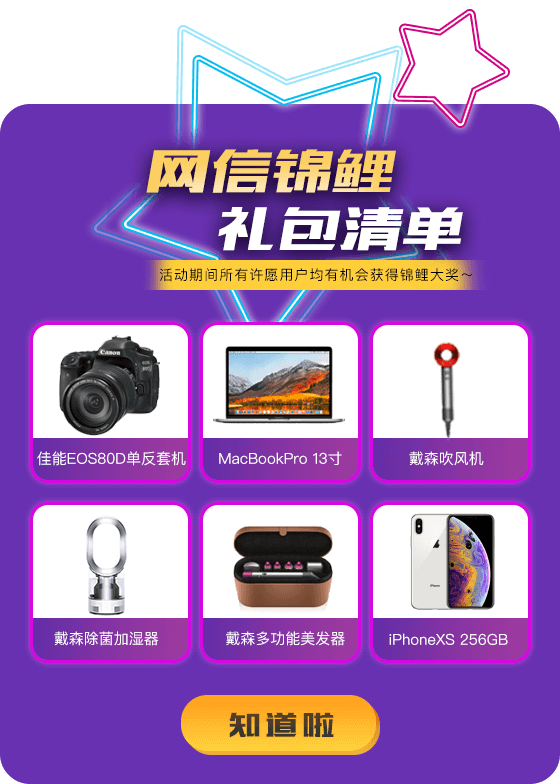 网信锦鲤
礼包清单
活动期间所有许愿用户均有机会获得锦鲤大奖~
Canon
佳能EOS80D单反套机
MacBookPro 13寸
戴森吹风机
戴森除菌加湿器
戴森多功能美发器
iPhone
iPhoneXS 256GB
知道啦